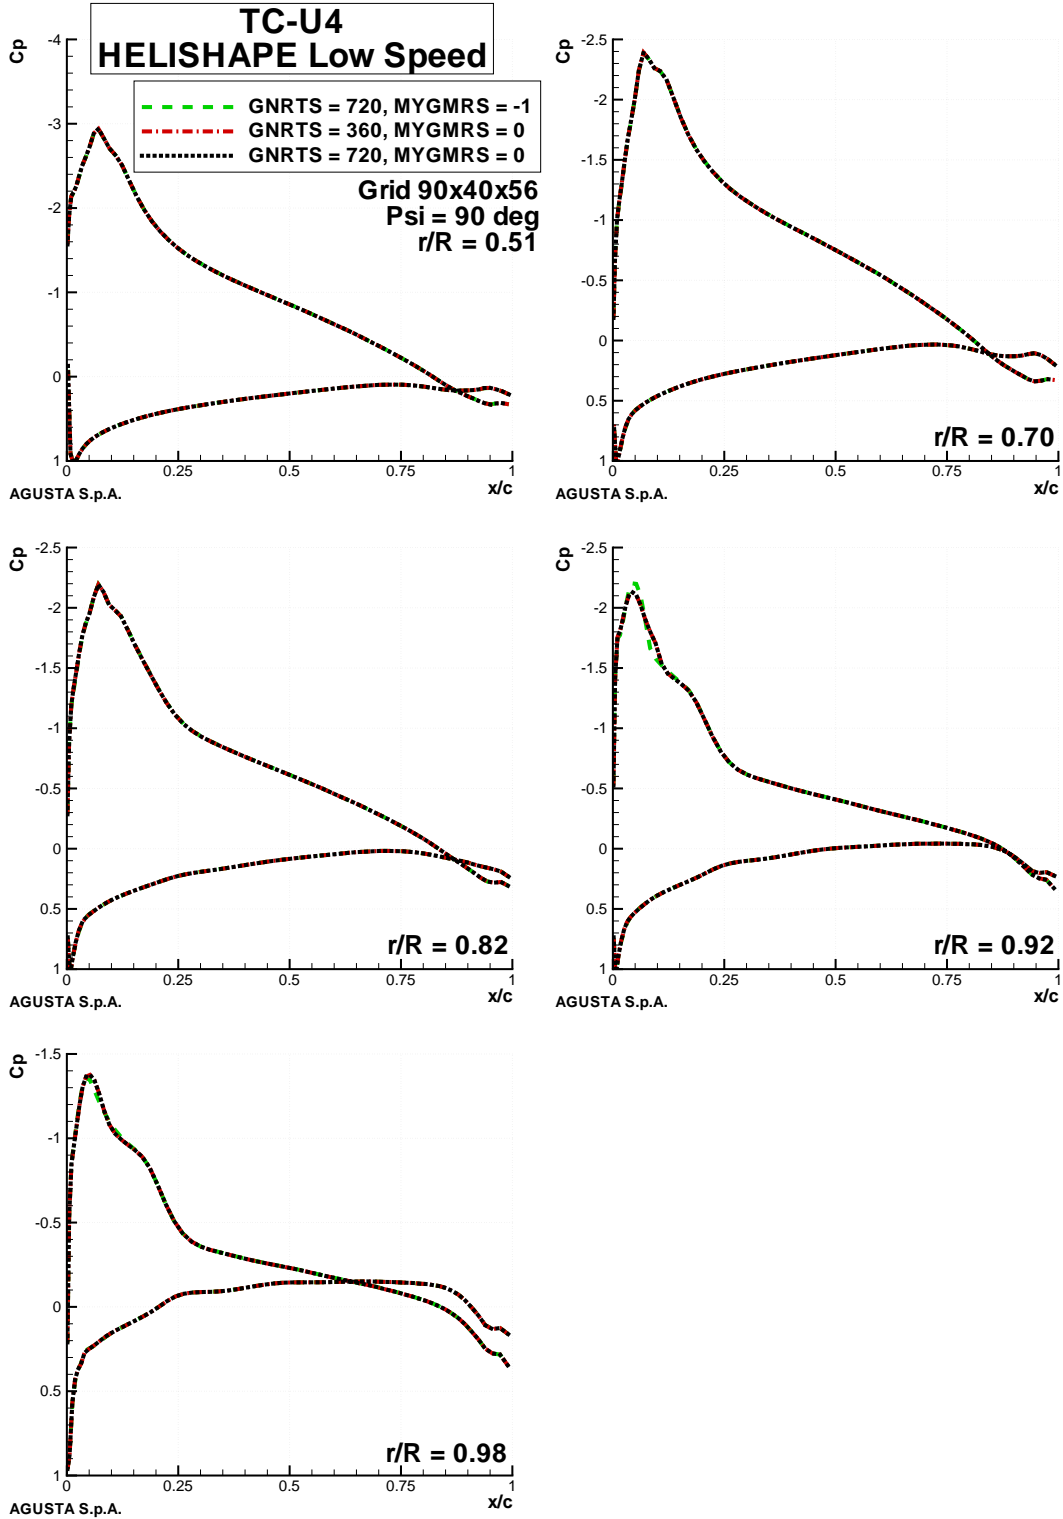 TC-U4
HELISHAPE Low Speed
GNRTS = 720, MYGMRS = -1
GNRTS = 360, MYGMRS = 0
GNRTS = 720, MYGMRS = 0
Grid 90x40x56
Psi = 90 deg
r/R = 0.51
Cp
-4
-3
-2
-1
0
1
0
0.25
0.5
0.75
1
x/c
AGUSTA S.p.A.
Cp
-2.5
-2
-1.5
-1
-0.5
0
0.5
1
r/R = 0.70
0
0.25
0.5
0.75
1
x/c
AGUSTA S.p.A.
Cp
-2.5
-2
-1.5
-1
-0.5
0
0.5
1
r/R = 0.82
0
0.25
0.5
0.75
1
x/c
AGUSTA S.p.A.
Cp
-2.5
-2
-1.5
-1
-0.5
0
0.5
1
r/R = 0.92
0
0.25
0.5
0.75
1
x/c
AGUSTA S.p.A.
Cp
-1.5
-1
-0.5
0
0.5
1
r/R = 0.98
0
0.25
0.5
0.75
1
x/c
AGUSTA S.p.A.